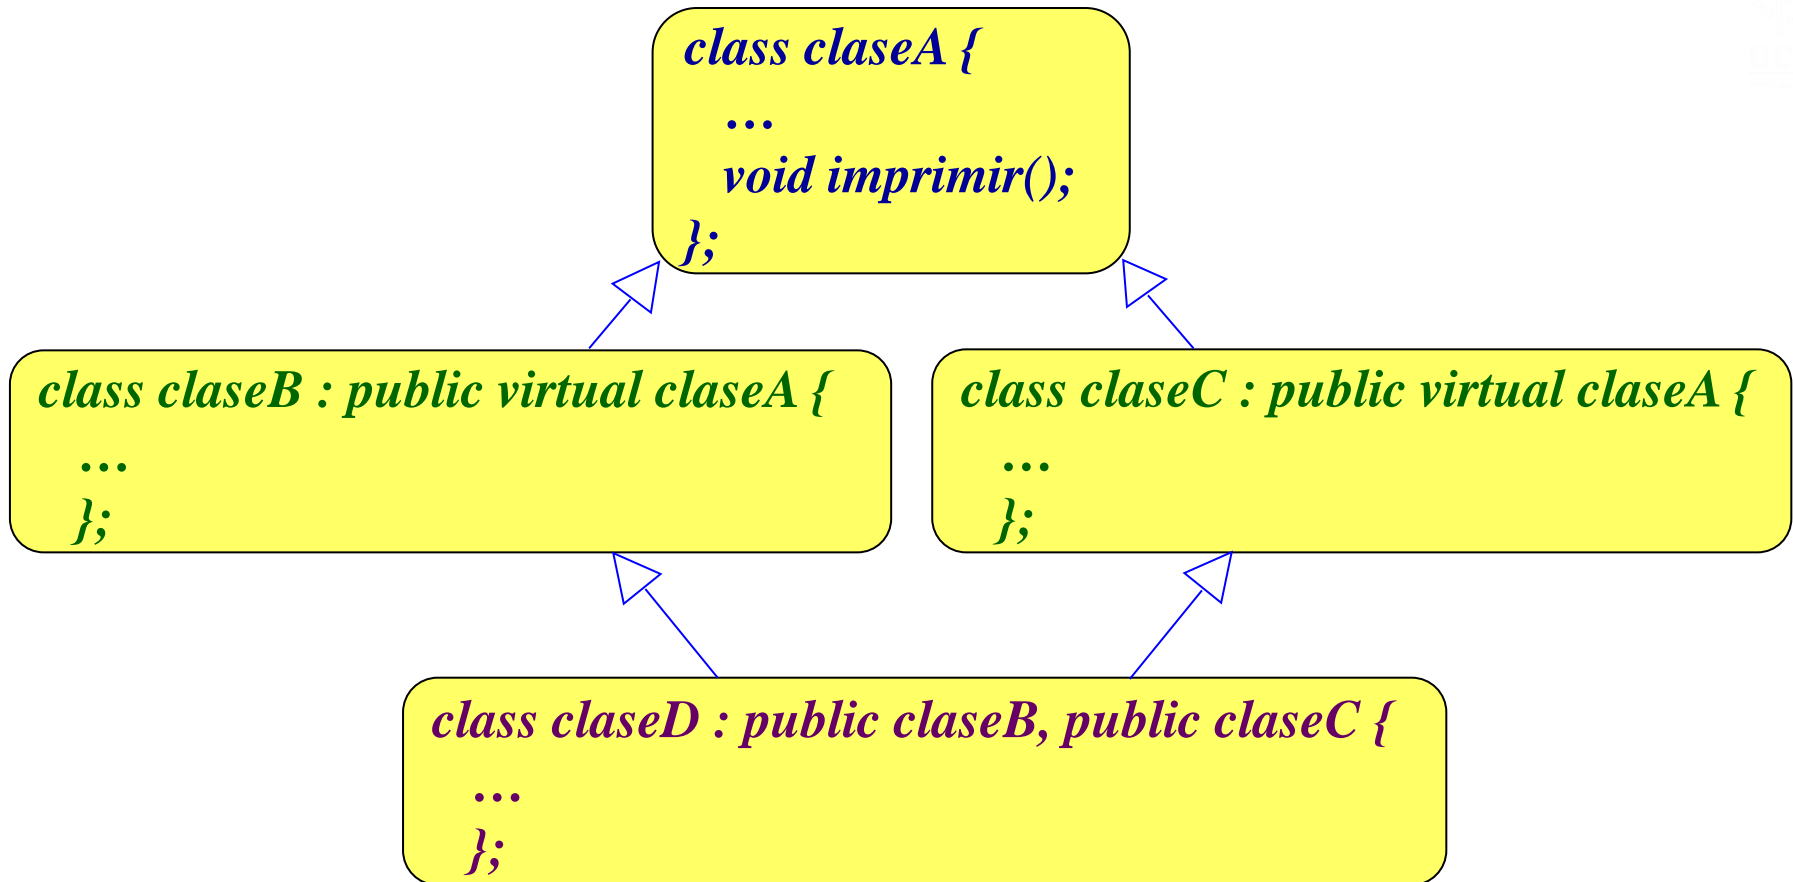 class claseA {
...
void imprimir();
};
class claseB : public virtual claseA {
...
};
class claseC : public virtual claseA {
...
};
class claseD : public claseB, public claseC {
...
};